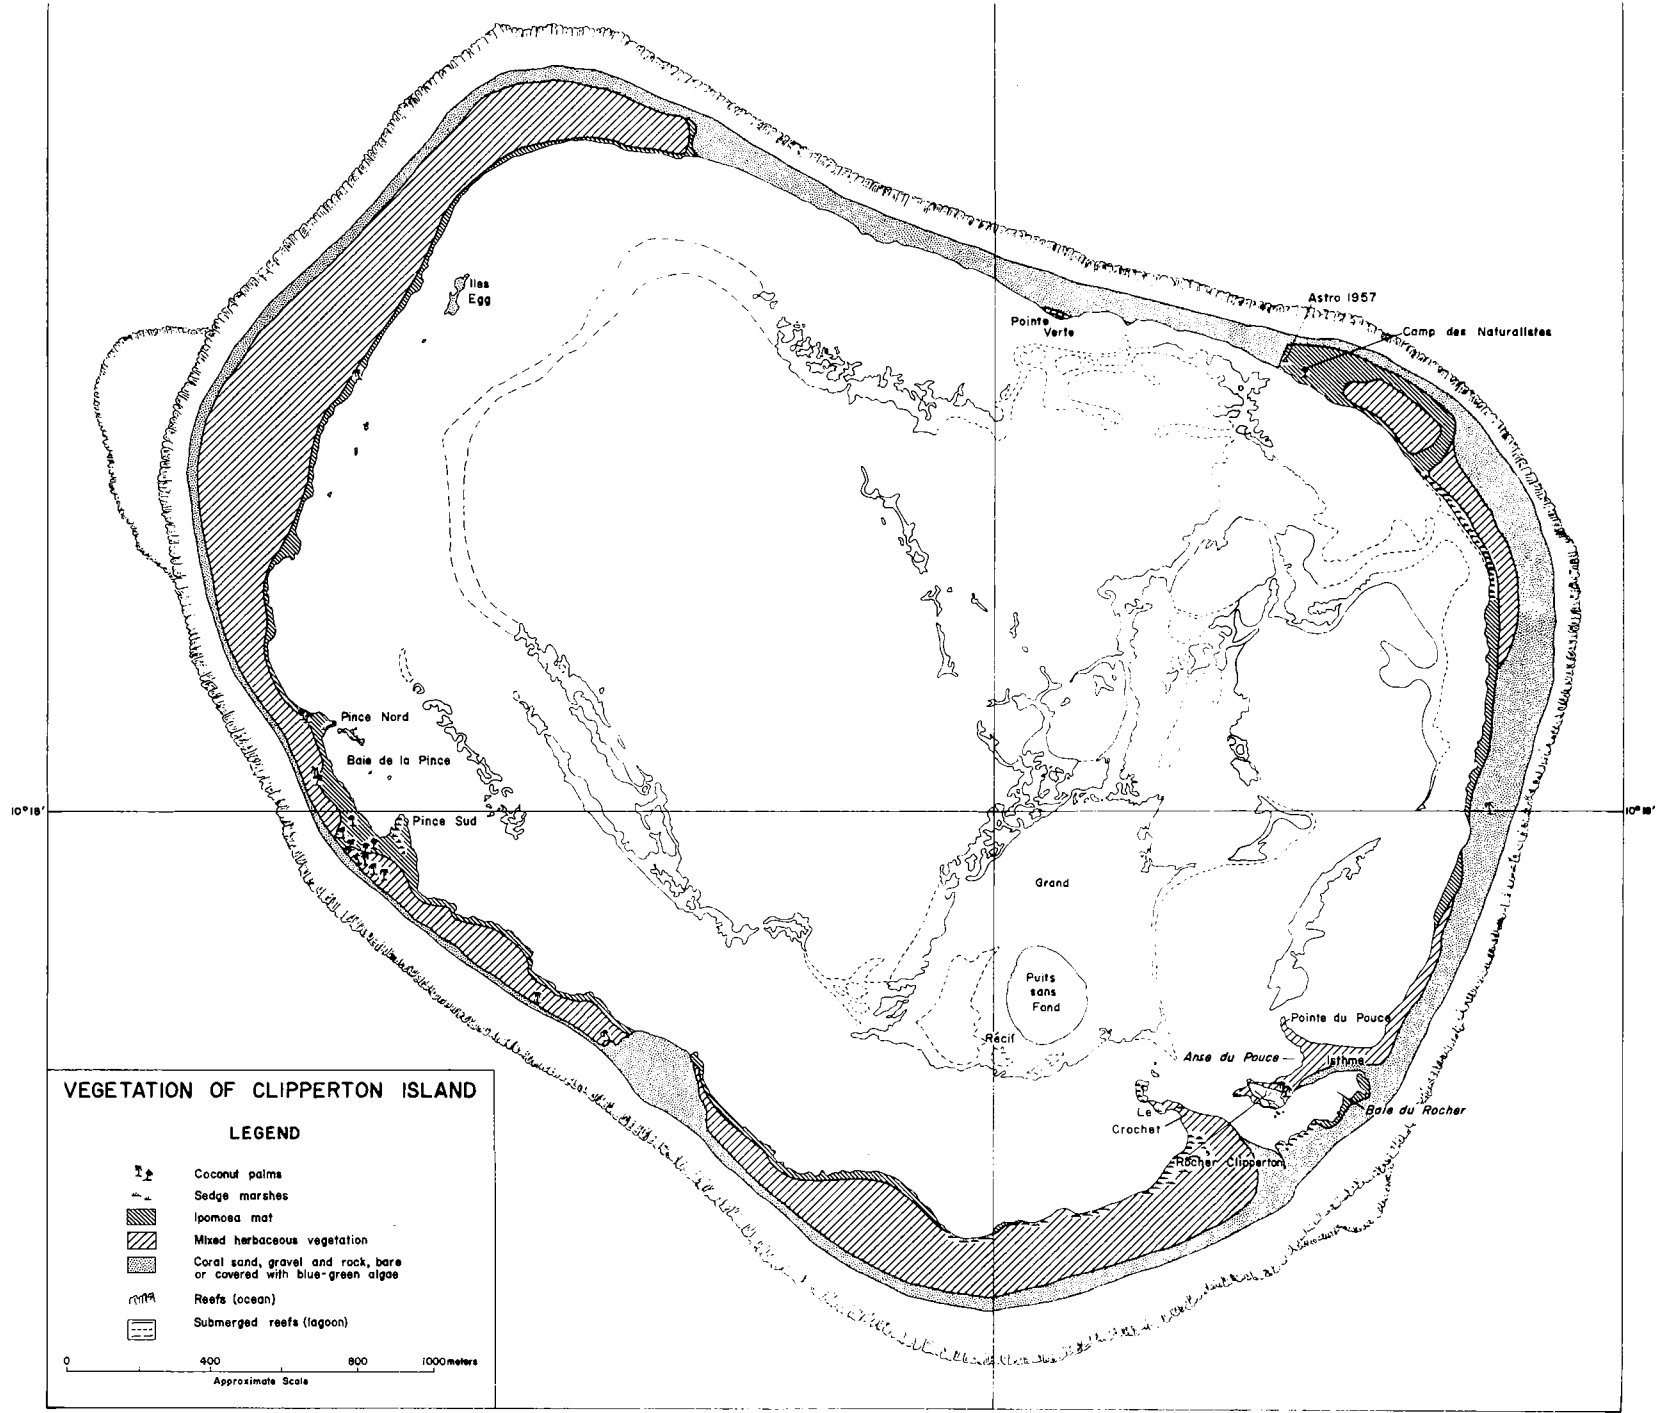 Iles
Egg
Astro 1957
Pointe
Verte
Camp des Naturalistes
Pince Nord
Baie de la Pince
10°18'
10°18'
Pince Sud
Grand
Puits
sans
Fond
Récif
Pointe du Pouce
Anse du Pouce
Isthme
Le
Crochet
Baie du Rocher
Rocher Clipperton
VEGETATION OF CLIPPERTON ISLAND
LEGEND
Coconut palms
Sedge marshes
Ipomoea mat
Mixed herbaceous vegetation
Coral sand, gravel and rock, bare
or covered with blue-green algae
Reefs (ocean)
Submerged reefs (lagoon)
0 400 800 1000 meters
Approximate Scale